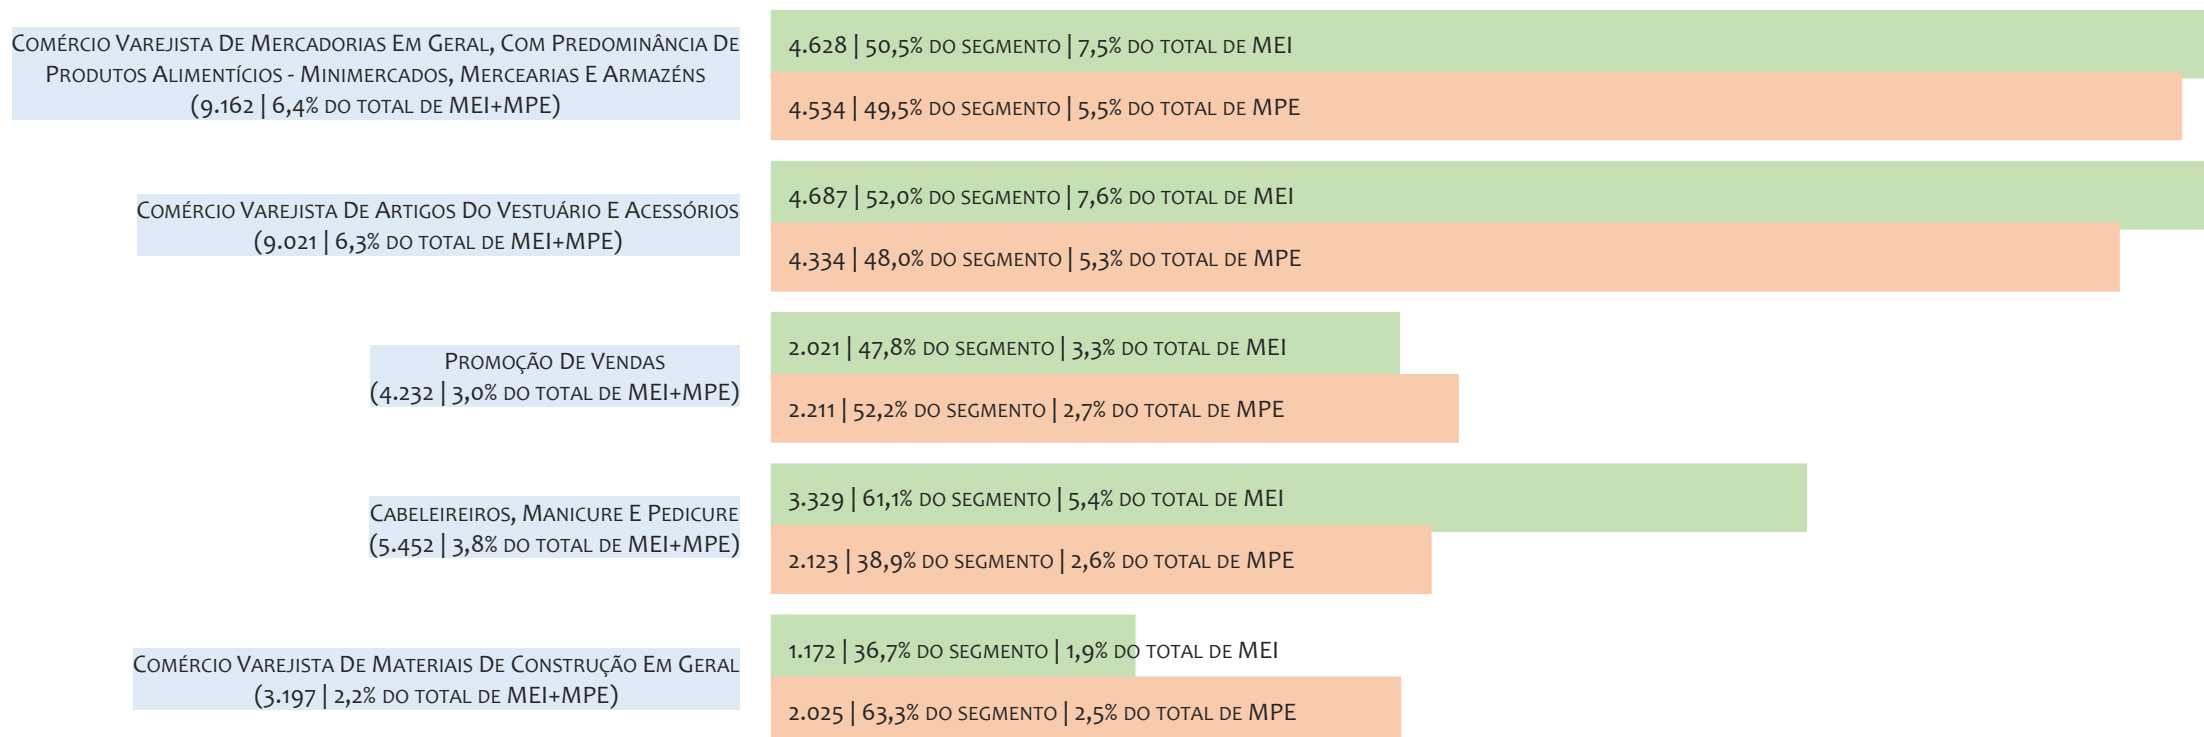 Comércio Varejista De Mercadorias Em Geral, Com Predominância De
Produtos Alimentícios - Minimercados, Mercearias E Armazéns
(9.162 | 6,4% do total de MEI+MPE)
4.628 | 50,5% do segmento | 7,5% do total de MEI
4.534 | 49,5% do segmento | 5,5% do total de MPE
Comércio Varejista De Artigos Do Vestuário E Acessórios
(9.021 | 6,3% do total de MEI+MPE)
4.687 | 52,0% do segmento | 7,6% do total de MEI
4.334 | 48,0% do segmento | 5,3% do total de MPE
Promoção De Vendas
(4.232 | 3,0% do total de MEI+MPE)
2.021 | 47,8% do segmento | 3,3% do total de MEI
2.211 | 52,2% do segmento | 2,7% do total de MPE
Cabeleireiros, Manicure E Pedicure
(5.452 | 3,8% do total de MEI+MPE)
3.329 | 61,1% do segmento | 5,4% do total de MEI
2.123 | 38,9% do segmento | 2,6% do total de MPE
Comércio Varejista De Materiais De Construção Em Geral
(3.197 | 2,2% do total de MEI+MPE)
1.172 | 36,7% do segmento | 1,9% do total de MEI
2.025 | 63,3% do segmento | 2,5% do total de MPE